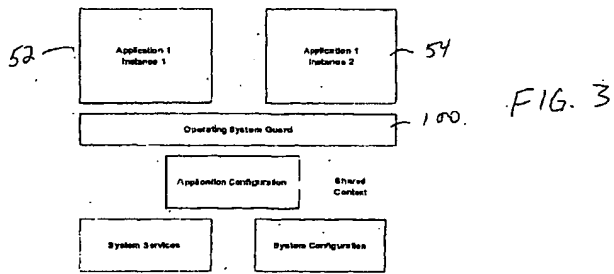 52
Application 1
Instance 1
Application 1
Instance 2
54
Operating System Guard
100
FIG. 3
Application Configuration
Shared
Context
System Services
System Configuration